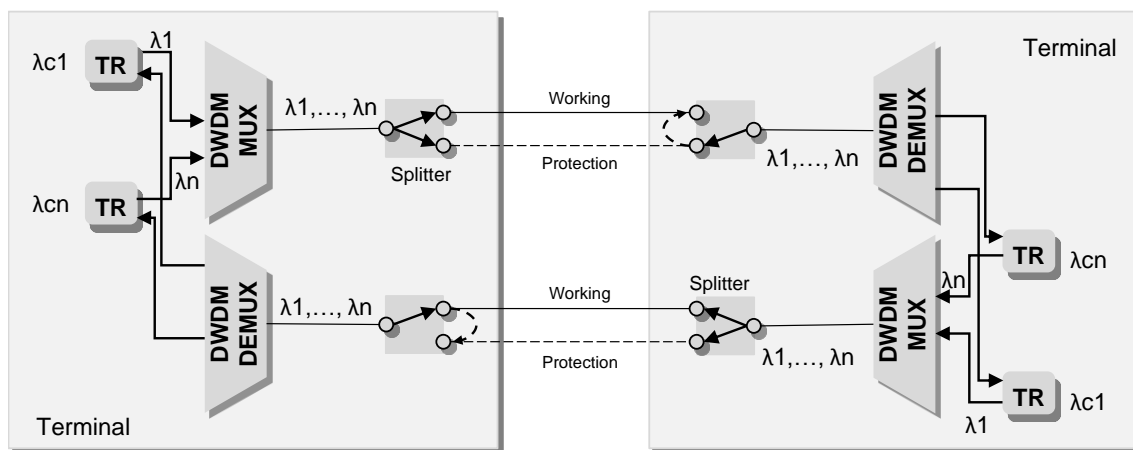 λ1
Terminal
λc1
TR
DWDM
MUX
λ1,…, λn
Working
DWDM
DEMUX
λ1,…, λn
Protection
Splitter
λn
λcn
TR
TR
λcn
DWDM
DEMUX
λ1,…, λn
Working
Splitter
λn
DWDM
MUX
λ1,…, λn
Protection
TR
λc1
λ1
Terminal